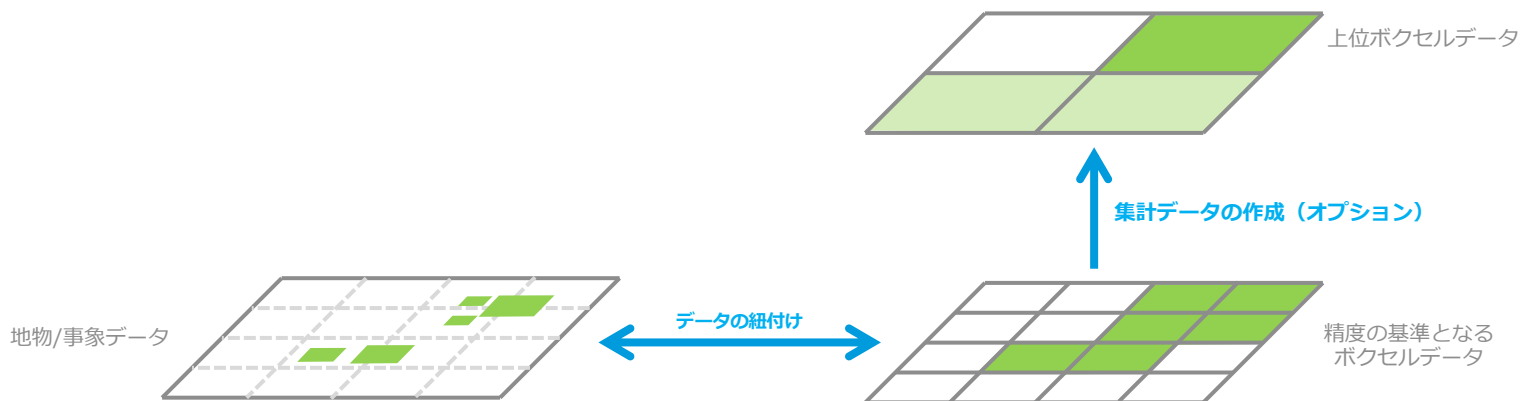 上位ボクセルデータ
集計データの作成（オプション）
地物/事象データ
データの紐付け
精度の基準となる
ボクセルデータ